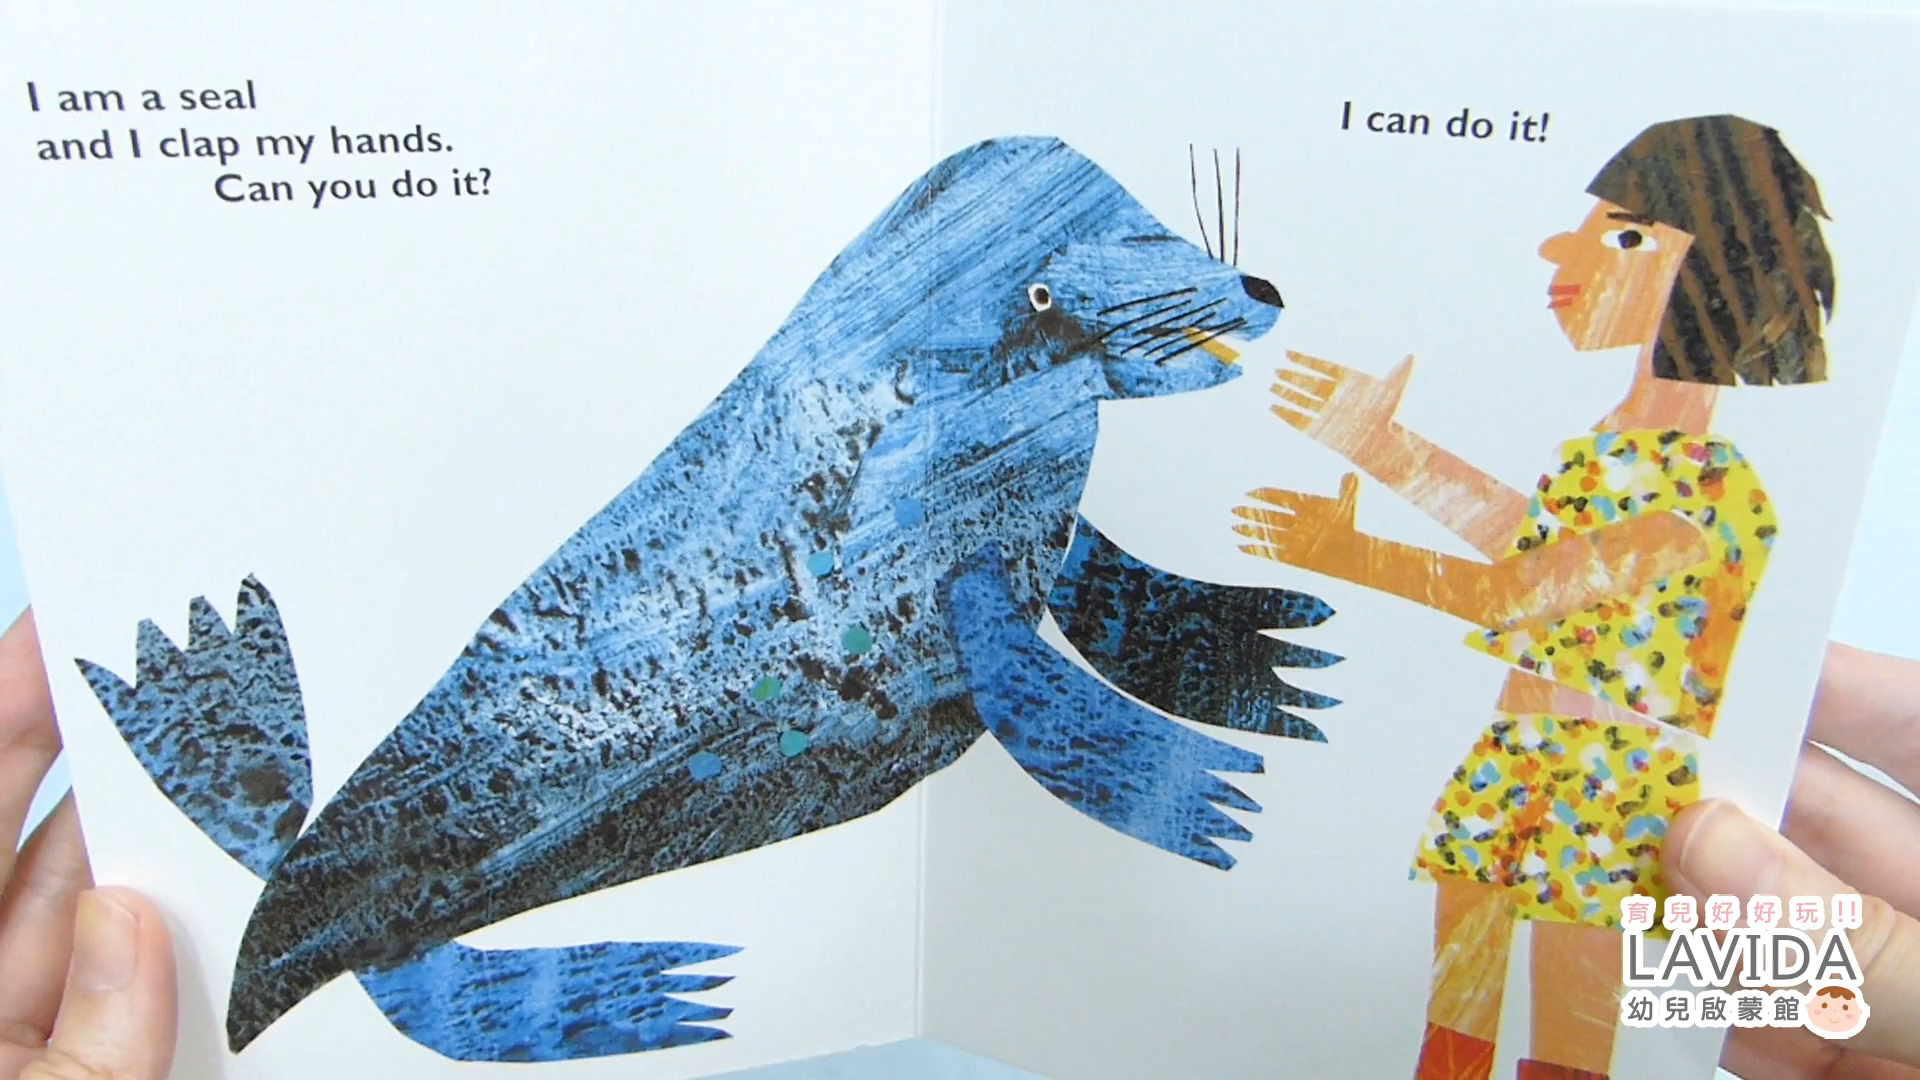 I am a seal
and I clap my hands.
Can you do it?
I can do it!
育兒好好玩!!
LAVIDA
幼兒啟蒙館